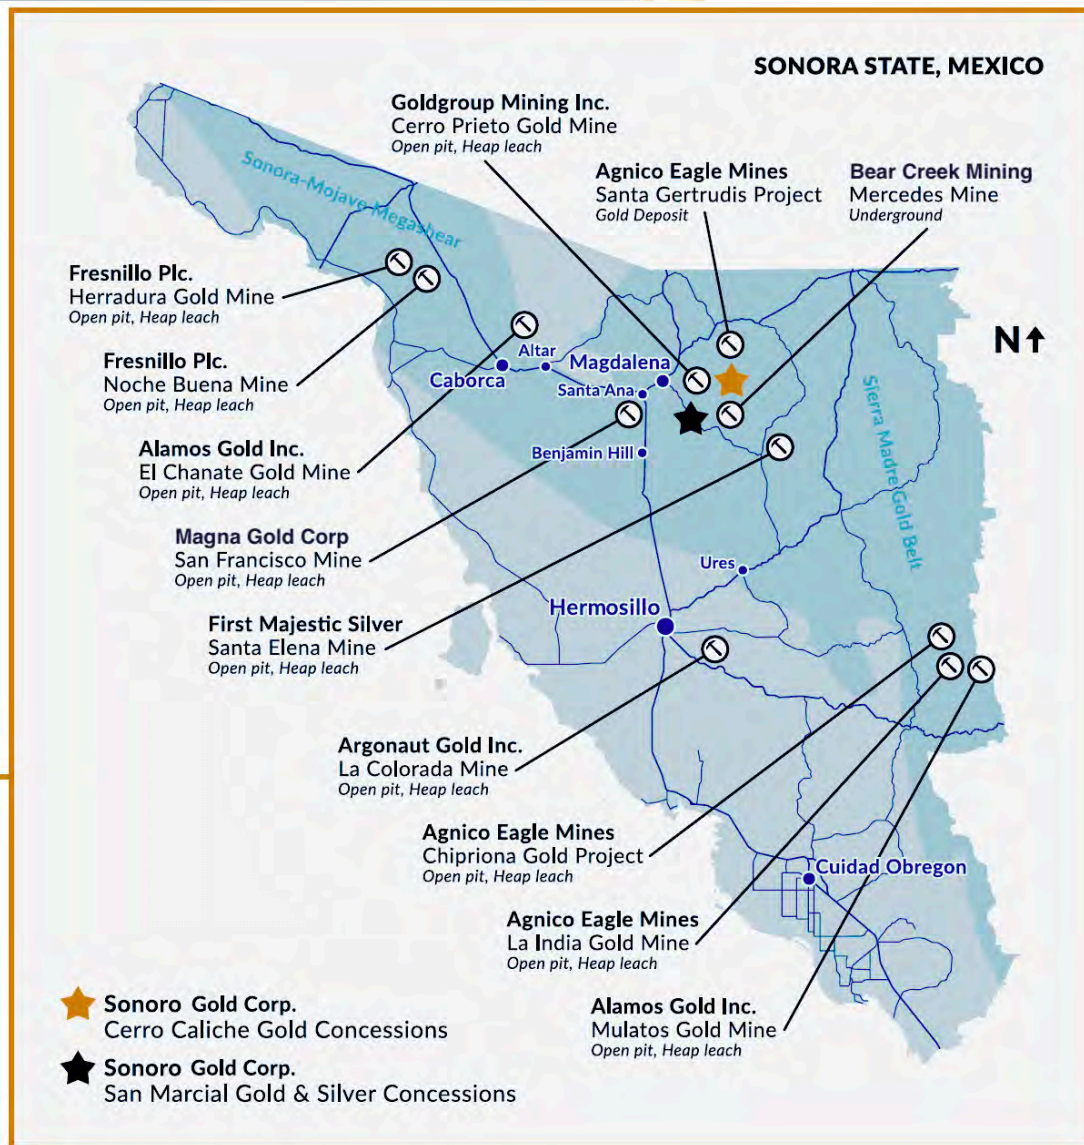 SONORA STATE, MEXICO
Goldgroup Mining Inc.
Cerro Prieto Gold Mine
Open pit, Heap leach
Agnico Eagle Mines
Santa Gertrudis Project
Gold Deposit
Bear Creek Mining
Mercedes Mine
Underground
Sonora-Mojave Megashear
Fresnillo Plc.
Herradura Gold Mine
Open pit, Heap leach
N
Fresnillo Plc.
Noche Buena Mine
Open pit, Heap leach
Altar
Caborca
Magdalena
Santa Ana
Benjamin Hill
Sierra Madre Gold Belt
Alamos Gold Inc.
El Chanate Gold Mine
Open pit, Heap leach
Magna Gold Corp
San Francisco Mine
Open pit, Heap leach
Ures
Hermosillo
First Majestic Silver
Santa Elena Mine
Open pit, Heap leach
Argonaut Gold Inc.
La Colorada Mine
Open pit, Heap leach
Agnico Eagle Mines
Chipriona Gold Project
Open pit, Heap leach
Cuidad Obregon
Agnico Eagle Mines
La India Gold Mine
Open pit, Heap leach
Alamos Gold Inc.
Mulatos Gold Mine
Open pit, Heap leach
Sonoro Gold Corp.
Cerro Caliche Gold Concessions
Sonoro Gold Corp.
San Marcial Gold & Silver Concessions